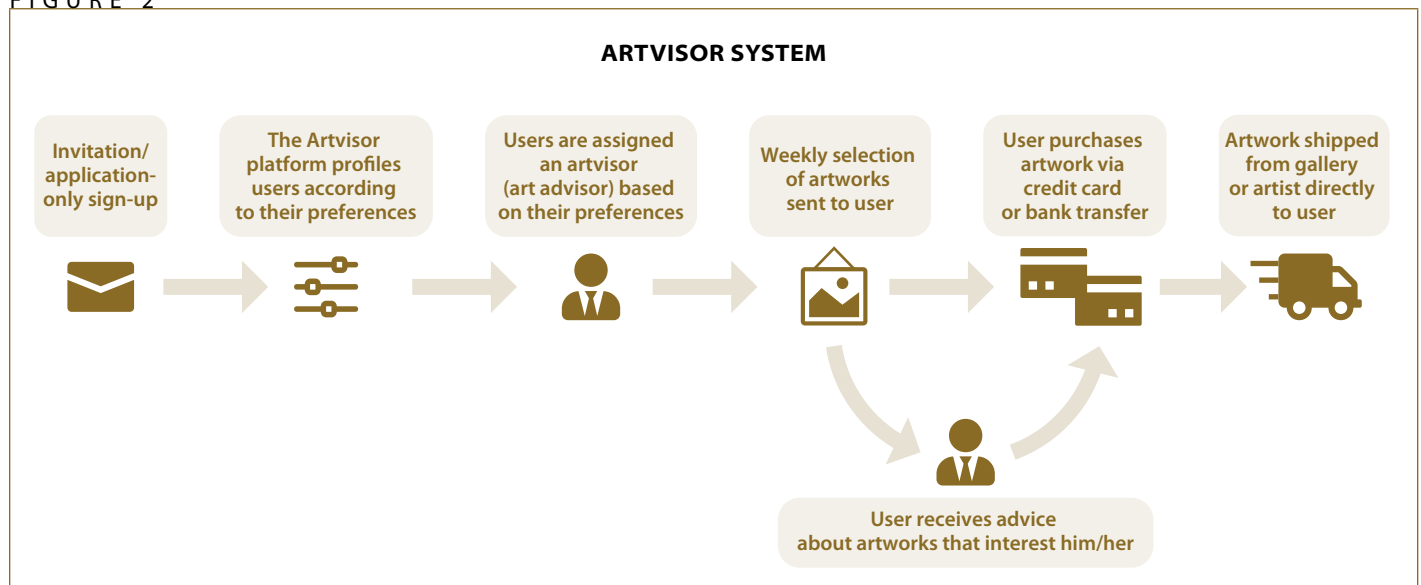 FIGURE 2
ARTVISOR SYSTEM
Invitation/
application-
only sign-up
The Artvisor
platform profiles
users according
to their preferences
Users are assigned
an artvisor
(art advisor) based
on their preferences
Weekly selection
of artworks
sent to user
User purchases
artwork via
credit card
or bank transfer
Artwork shipped
from gallery
or artist directly
to user
User receives advice
about artworks that interest him/her